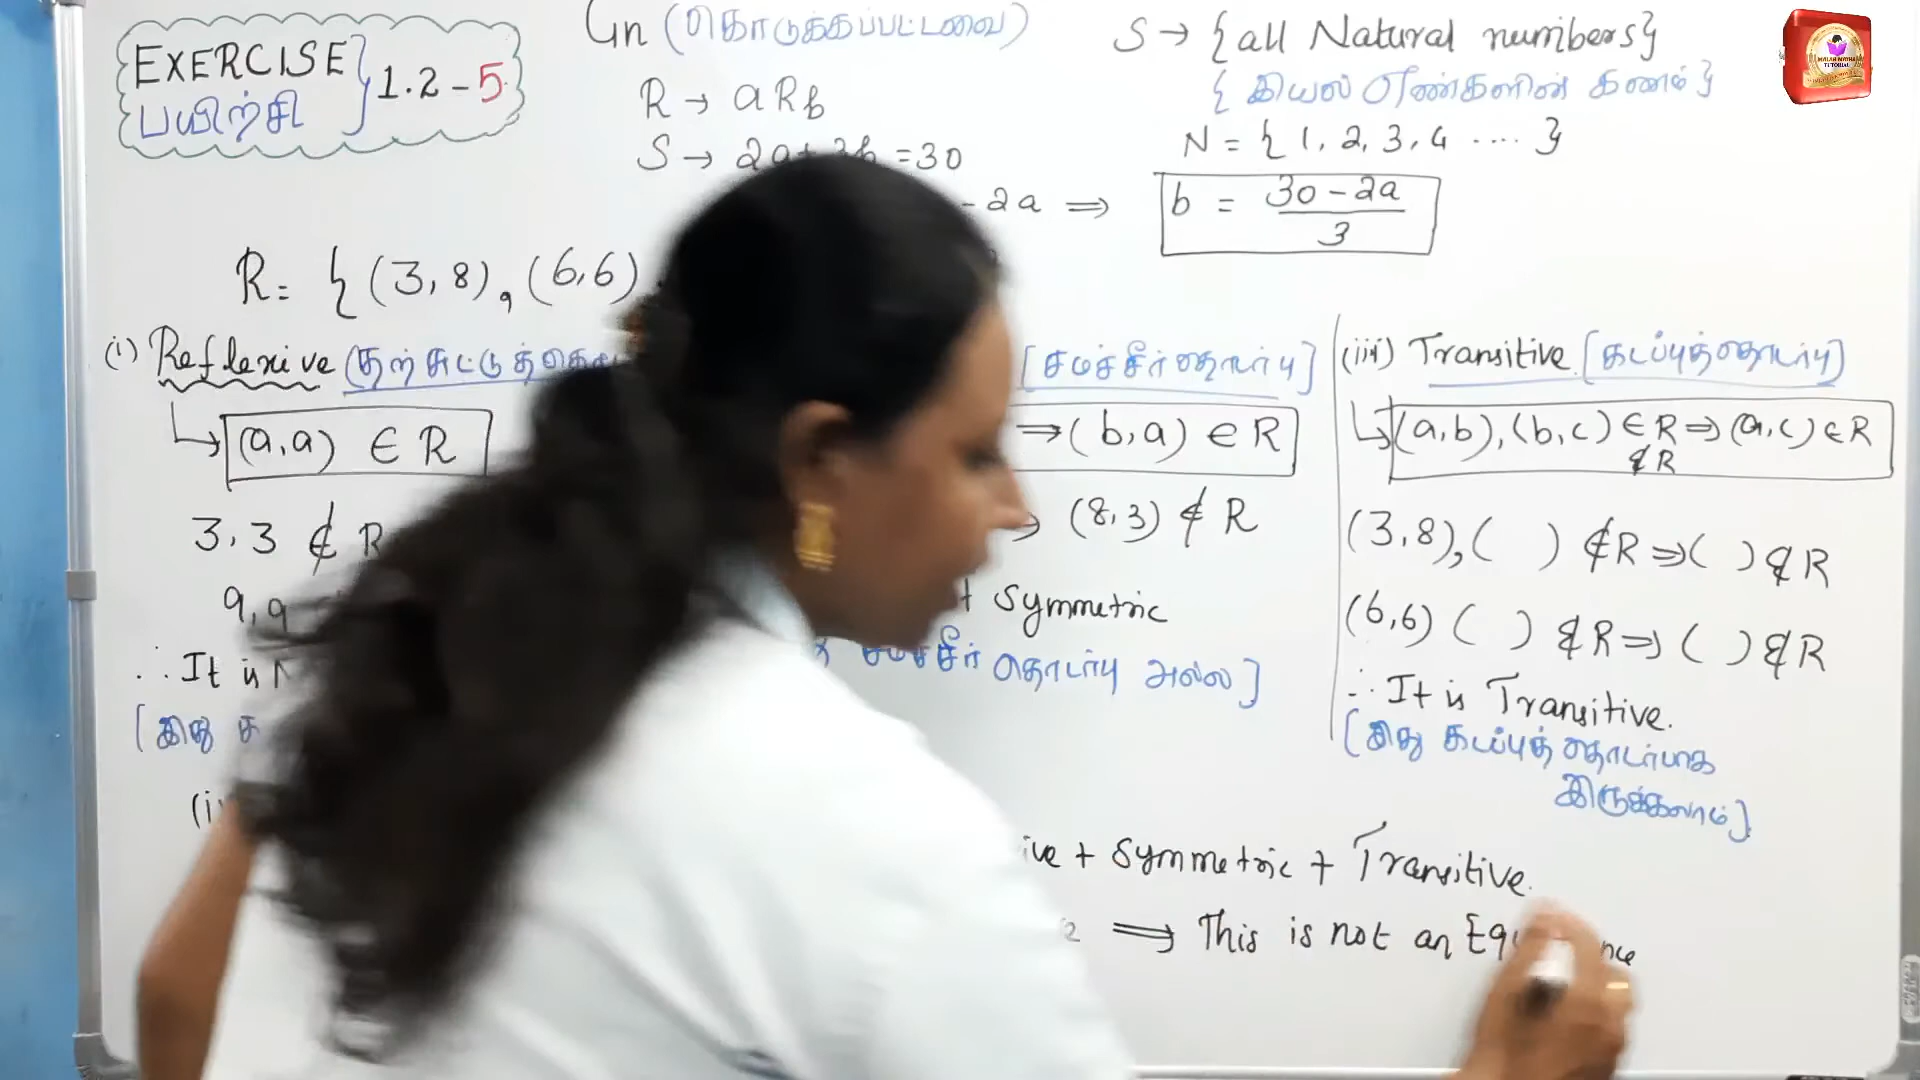 EXERCISE
பயிற்சி
1.2 - 5
Gn (கொடுக்கப்பட்டவை)
R → aRb
S → 2a+3b =30
- 2a ⇒
S → {all Natural numbers}
{இயல் எண்களின் கணம்}
N = {1, 2, 3, 4 ....}
b = 30 - 2a
3
R = {(3,8), (6,6)
(i) Reflexive
↳ (a,a) ∈ R
3,3 ∉ R
9,9
∴ It is
[இது
[சமச்சீர் தொடர்பு]
⇒ (b,a) ∈ R
(8,3) ∉ R
Symmetric
சமச்சீர் தொடர்பு அல்ல]
(iii) Transitive [கடப்புத்தொடர்பு]
↳ (a,b), (b,c) ∈ R ⇒ (a,c) ∈ R
∉ R
(3,8), ( ) ∉ R ⇒ ( ) ∉ R
(6,6) ( ) ∉ R ⇒ ( ) ∉ R
∴ It is Transitive.
[இது கடப்புத் தொடர்பாக
இருக்கலாம்]
+ Symmetric + Transitive.
⇒ This is not an